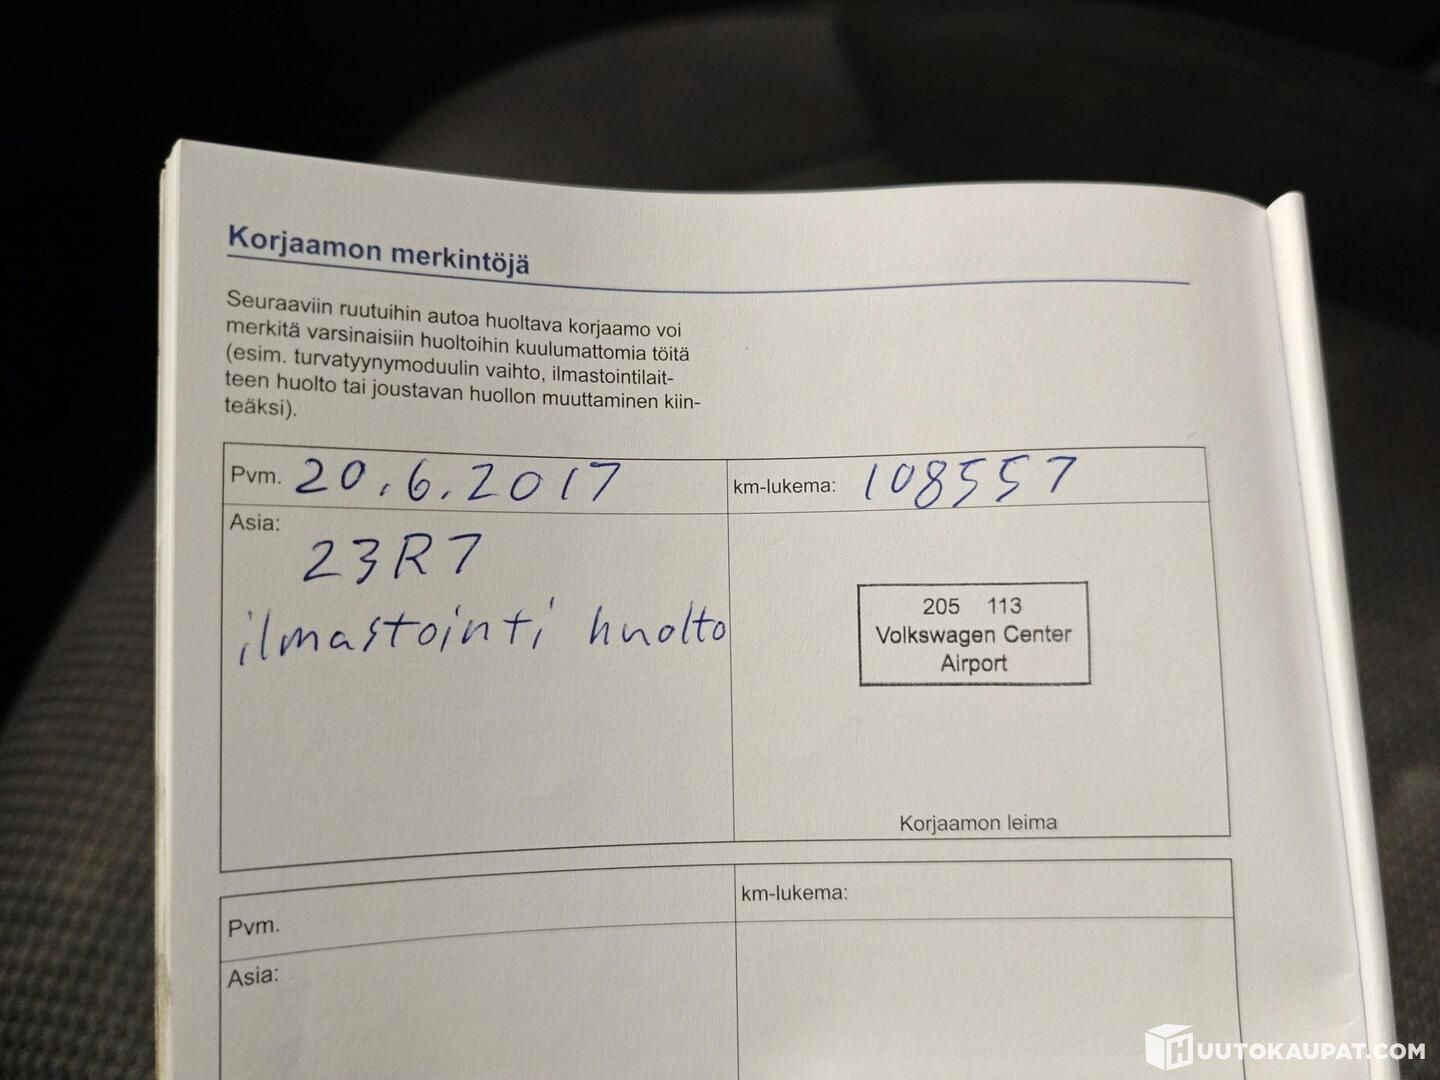 Korjaamon merkintöjä
Seuraaviin ruutuihin autoa huoltava korjaamo voi
merkitä varsinaisiin huoltoihin kuulumattomia töitä
(esim. turvatyynymoduulin vaihto, ilmastointilait-
teen huolto tai joustavan huollon muuttaminen kiin-
teäksi).
Pvm. 20.6.2017
km-lukema: 108557
Asia:
23R7
ilmastointi huolto
205 113
Volkswagen Center
Airport
Korjaamon leima
Pvm.
km-lukema:
Asia:
HUUTOKAUPAT.COM